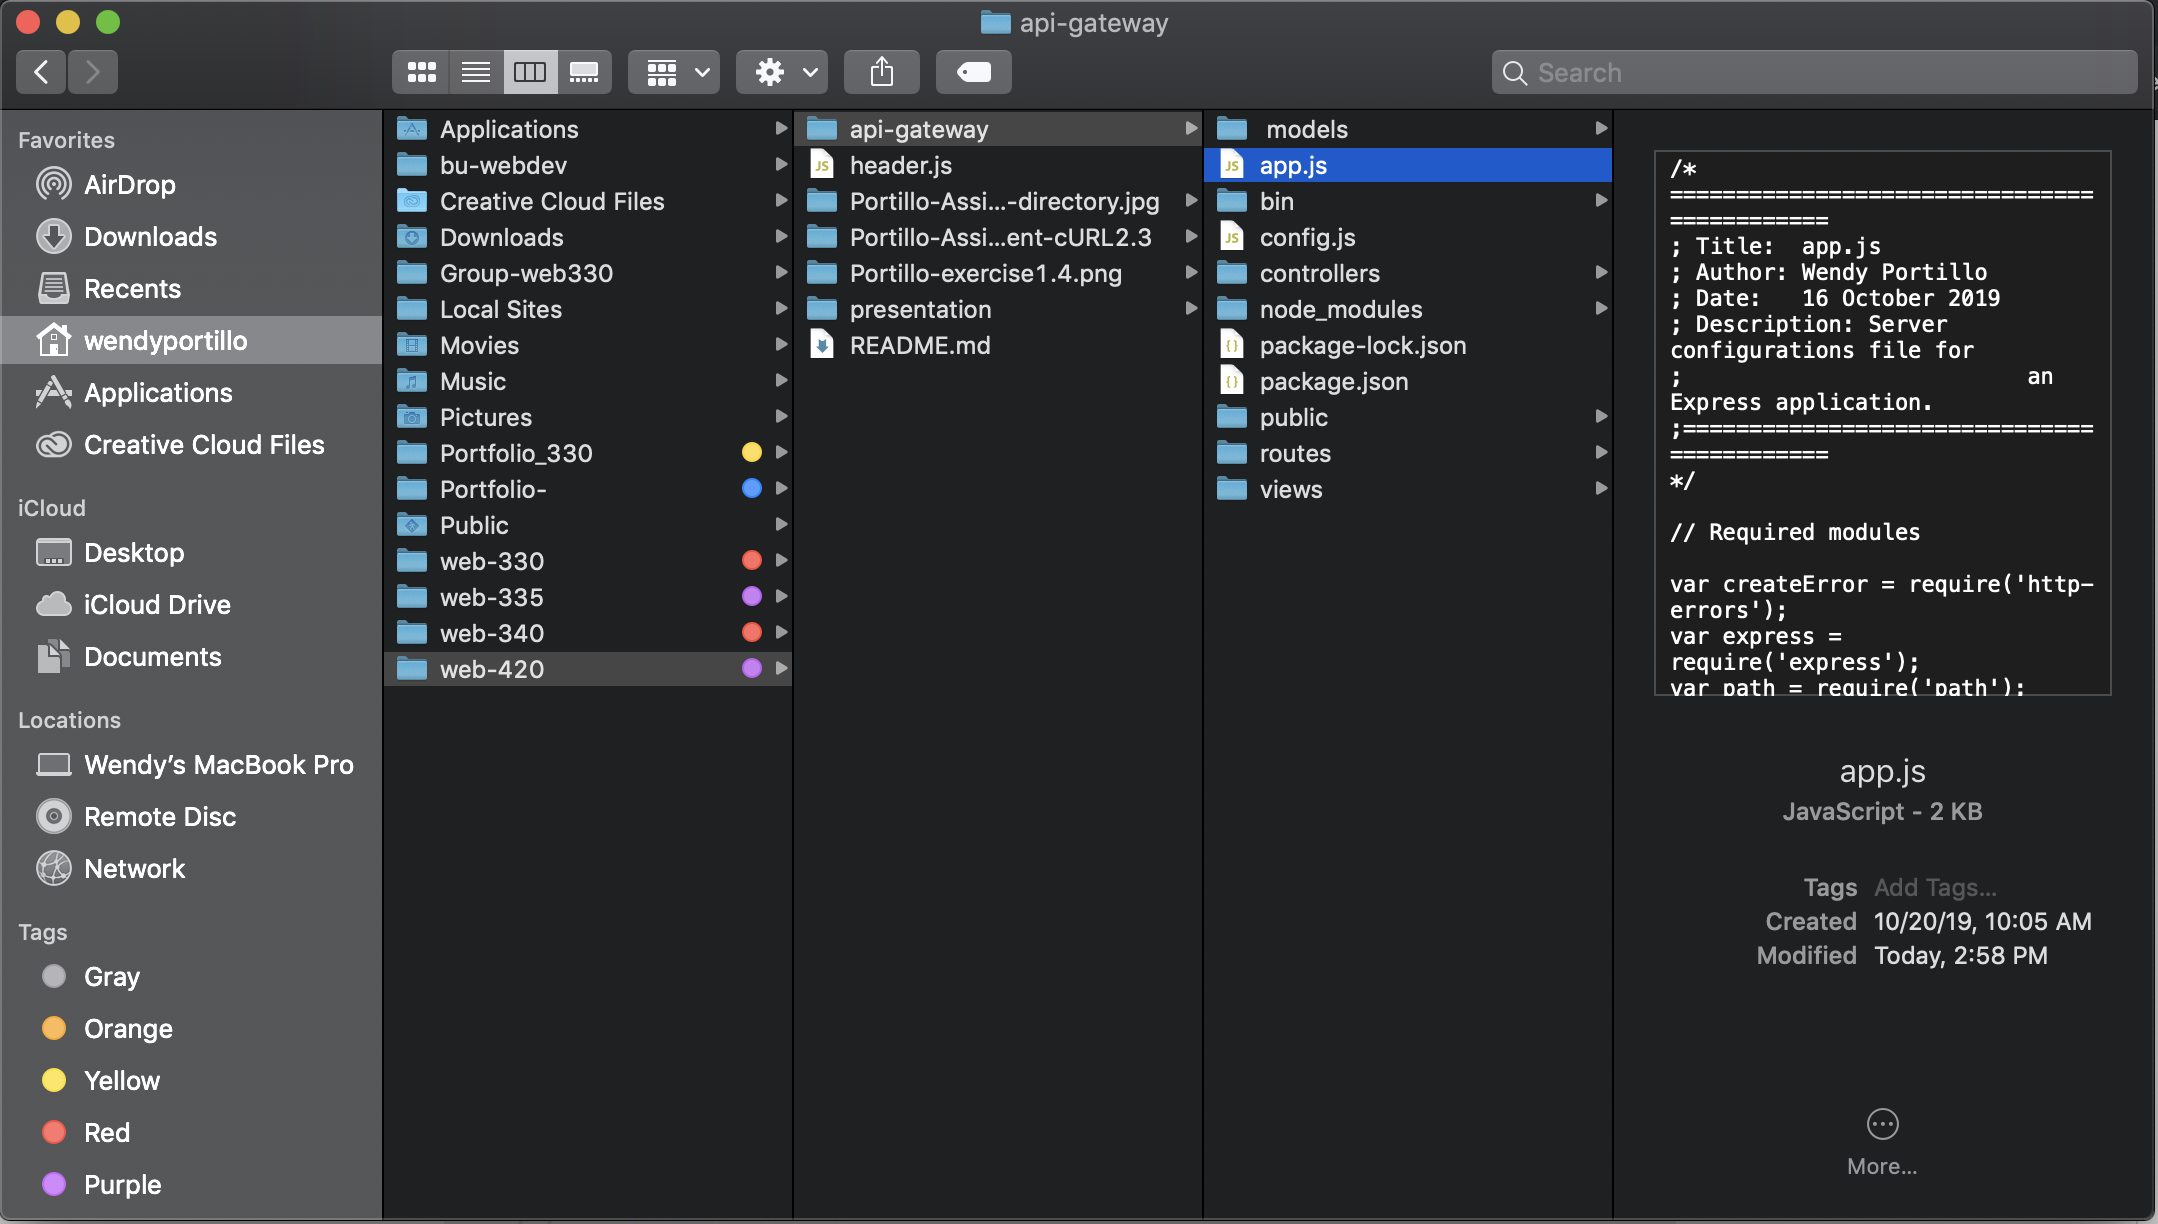 api-gateway
Search
Favorites
AirDrop
Downloads
Recents
wendyportillo
Applications
Creative Cloud Files
iCloud
Desktop
iCloud Drive
Documents
Locations
Wendy's MacBook Pro
Remote Disc
Network
Tags
Gray
Orange
Yellow
Red
Purple
Applications
bu-webdev
Creative Cloud Files
Downloads
Group-web330
Local Sites
Movies
Music
Pictures
Portfolio_330
Portfolio-
Public
web-330
web-335
web-340
web-420
api-gateway
header.js
Portillo-Assi...-directory.jpg
Portillo-Assi...ent-cURL2.3
Portillo-exercise1.4.png
presentation
README.md
models
app.js
bin
config.js
controllers
node_modules
package-lock.json
package.json
public
routes
views
/*
================================
============
; Title:  app.js
; Author: Wendy Portillo
; Date:   16 October 2019
; Description: Server
configurations file for
;                          an
Express application.
;===============================
============
*/
// Required modules
var createError = require('http-
errors');
var express =
require('express');
var path = require('path');
app.js
JavaScript - 2 KB
Tags Add Tags...
Created 10/20/19, 10:05 AM
Modified Today, 2:58 PM
More...